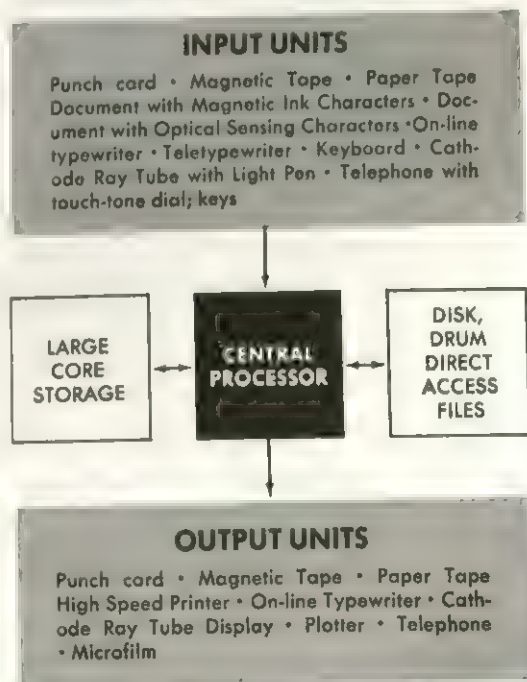 INPUT UNITS
Punch card • Magnetic Tape • Paper Tape
Document with Magnetic Ink Characters • Doc-
ument with Optical Sensing Characters •On-line
typewriter • Teletypewriter • Keyboard • Cath-
ode Ray Tube with Light Pen • Telephone with
touch-tone dial; keys
LARGE
CORE
STORAGE
CENTRAL
PROCESSOR
DISK,
DRUM
DIRECT
ACCESS
FILES
OUTPUT UNITS
Punch card • Magnetic Tape • Paper Tape
High Speed Printer • On-line Typewriter • Cath-
ode Ray Tube Display • Plotter • Telephone
• Microfilm